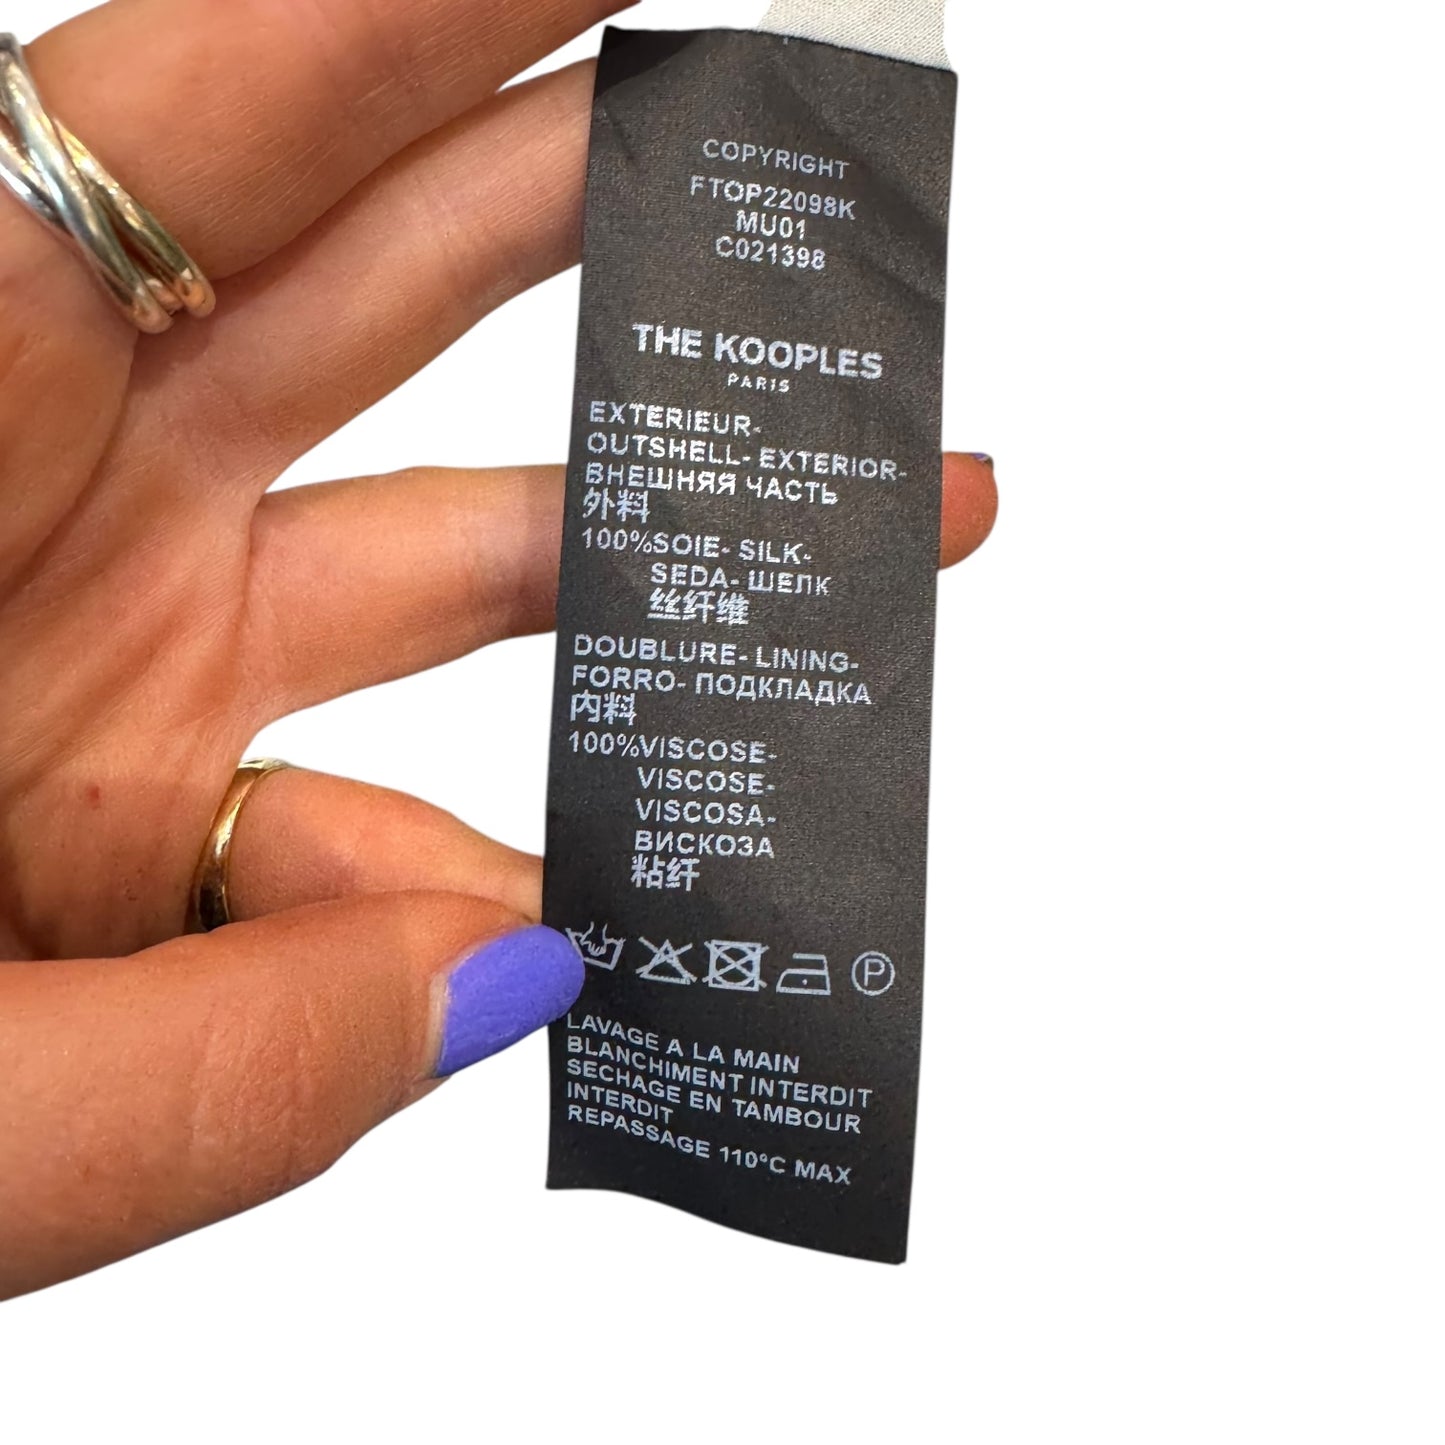 COPYRIGHT
FTOP22098K
MU01
C021398
THE KOOPLES
PARIS
EXTERIEUR-
OUTSHELL- EXTERIOR-
ВНЕШНЯЯ ЧАСТЬ
外料
100%SOIE- SILK-
SEDA- ШЕЛК
丝纤维
DOUBLURE- LINING-
FORRO- ПОДКЛАДКА
内料
100%VISCOSE-
VISCOSE-
VISCOSA-
ВИСКОЗА
粘纤
P
LAVAGE A LA MAIN
BLANCHIMENT INTERDIT
SECHAGE EN TAMBOUR
INTERDIT
REPASSAGE 110°C MAX